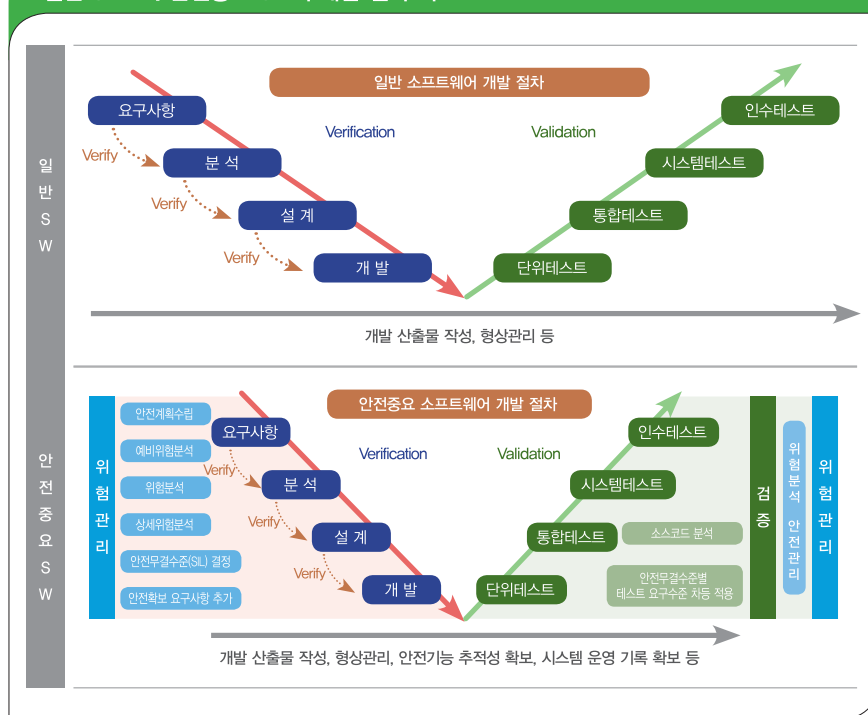 일반SW
일반 소프트웨어 개발 절차
요구사항
인수테스트
Verification
Validation
Verify
분 석
시스템테스트
Verify
설 계
통합테스트
Verify
개 발
단위테스트
개발 산출물 작성, 형상관리 등
안전중요SW
안전중요 소프트웨어 개발 절차
위험관리
안전계획수립
예비위험분석
위험분석
상세위험분석
안전무결수준(SIL) 결정
안전확보 요구사항 추가
요구사항
인수테스트
Verification
Validation
Verify
분 석
시스템테스트
Verify
설 계
통합테스트
소스코드 분석
Verify
개 발
단위테스트
안전무결수준별
테스트 요구수준 차등 적용
검증
위험분석 안전관리
위험관리
개발 산출물 작성, 형상관리, 안전기능 추적성 확보, 시스템 운영 기록 확보 등